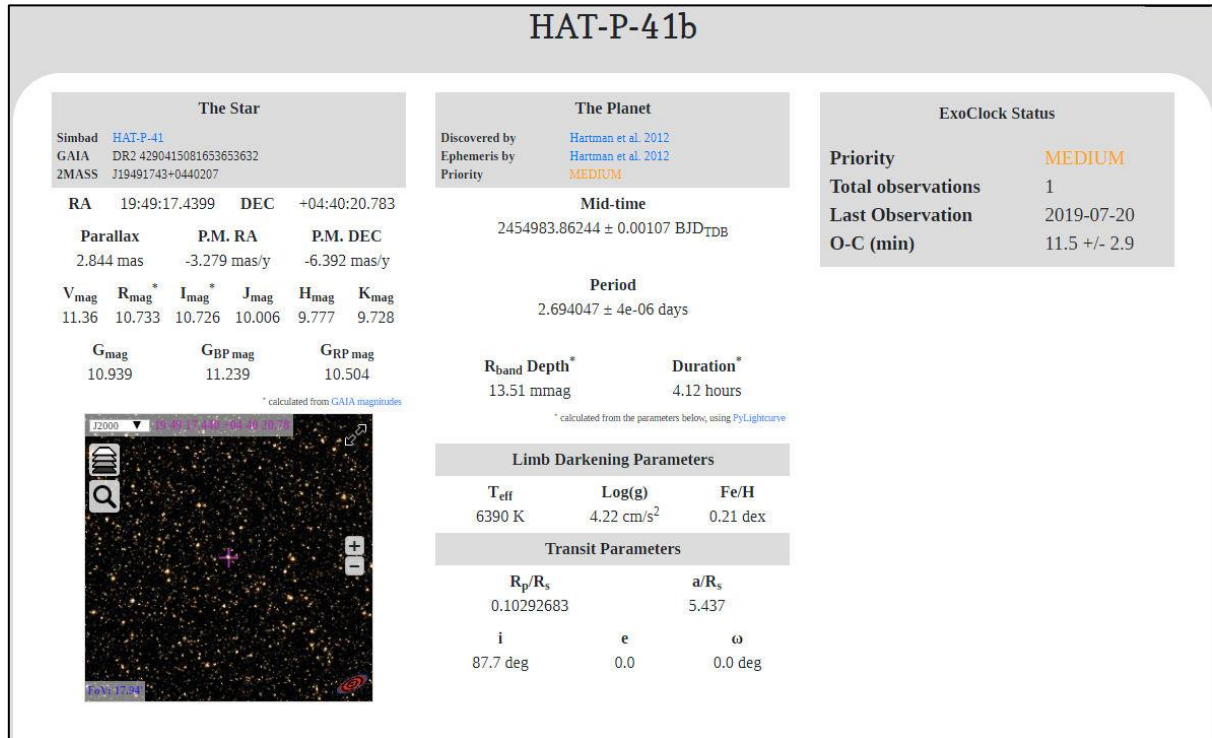 HAT-P-41b
The Star
Simbad HAT-P-41
GAIA DR2 4290415081653653632
2MASS J19491743+0440207
RA 19:49:17.4399 DEC +04:40:20.783
Parallax P.M. RA P.M. DEC
2.844 mas -3.279 mas/y -6.392 mas/y
Vmag Rmag* Imag* Jmag Hmag Kmag
11.36 10.733 10.726 10.006 9.777 9.728
Gmag GBP mag GRP mag
10.939 11.239 10.504
* calculated from GAIA magnitudes
J2000 19 49 17.440 +04 40 20.78
FoV: 17.94'
The Planet
Discovered by Hartman et al. 2012
Ephemeris by Hartman et al. 2012
Priority MEDIUM
Mid-time
2454983.86244 ± 0.00107 BJDTDB
Period
2.694047 ± 4e-06 days
Rband Depth* Duration*
13.51 mmag 4.12 hours
* calculated from the parameters below, using PyLightcurve
Limb Darkening Parameters
Teff Log(g) Fe/H
6390 K 4.22 cm/s² 0.21 dex
Transit Parameters
Rp/Rs a/Rs
0.10292683 5.437
i e ω
87.7 deg 0.0 0.0 deg
ExoClock Status
Priority MEDIUM
Total observations 1
Last Observation 2019-07-20
O-C (min) 11.5 +/- 2.9